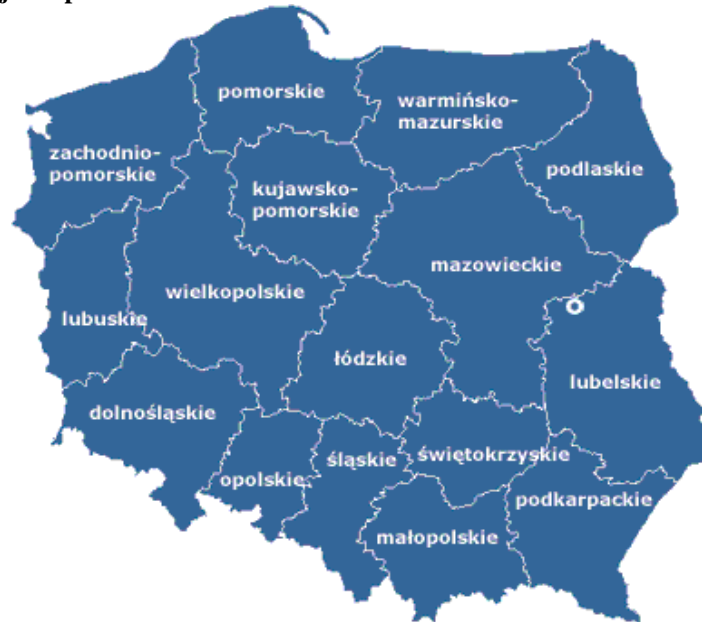 pomorskie
warmińsko-
mazurskie
zachodnio-
pomorskie
podlaskie
kujawsko-
pomorskie
mazowieckie
wielkopolskie
lubuskie
łódzkie
lubelskie
dolnośląskie
świętokrzyskie
śląskie
opolskie
podkarpackie
małopolskie